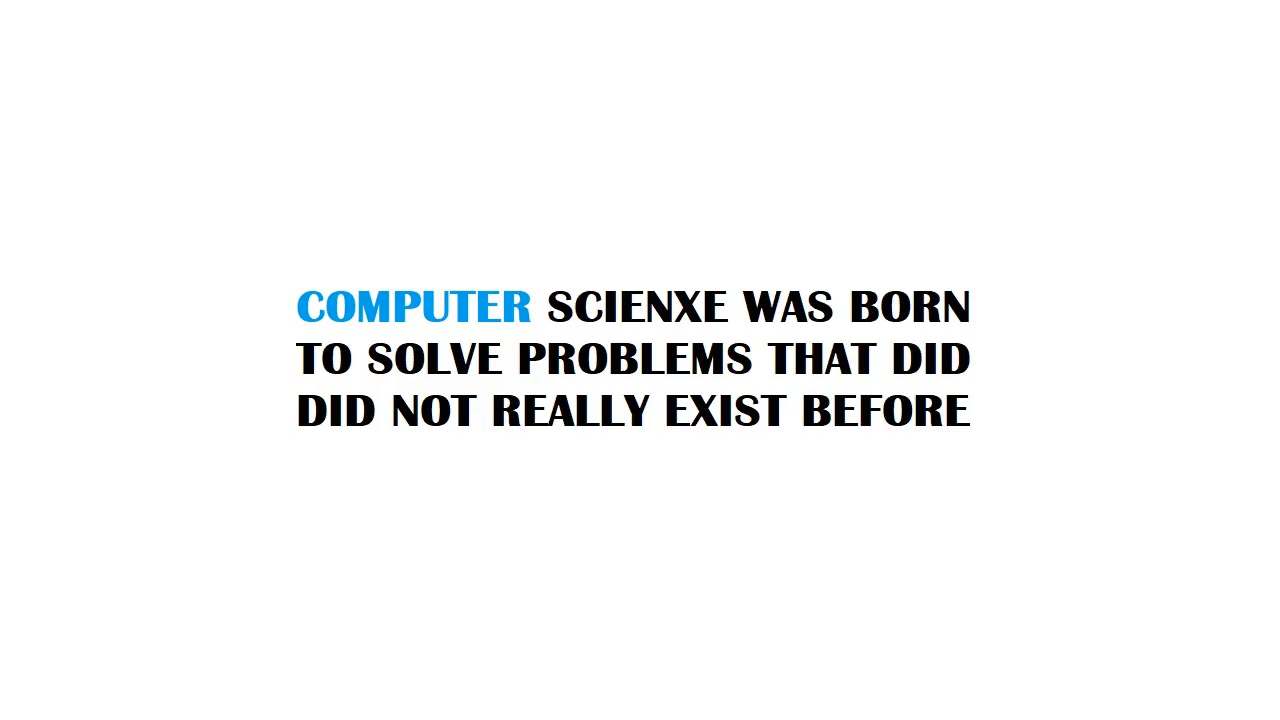 COMPUTER SCIENXE WAS BORN
TO SOLVE PROBLEMS THAT DID
DID NOT REALLY EXIST BEFORE